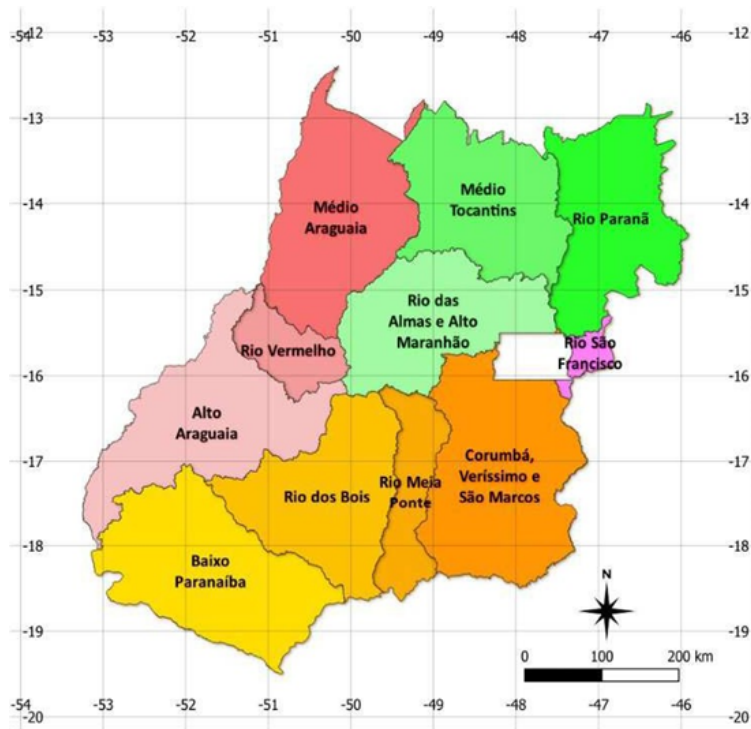 -54 -53 -52 -51 -50 -49 -48 -47 -46
-12 -12
-13 -13
-14 -14
-15 -15
-16 -16
-17 -17
-18 -18
-19 -19
-20 -20
Médio
Araguaia
Médio
Tocantins
Rio Paranã
Rio das
Almas e Alto
Maranhão
Rio Vermelho
Rio São
Francisco
Alto
Araguaia
Rio dos Bois
Rio Meia
Ponte
Corumbá,
Veríssimo e
São Marcos
Baixo
Paranaíba
N
0 100 200 km
-54 -53 -52 -51 -50 -49 -48 -47 -46